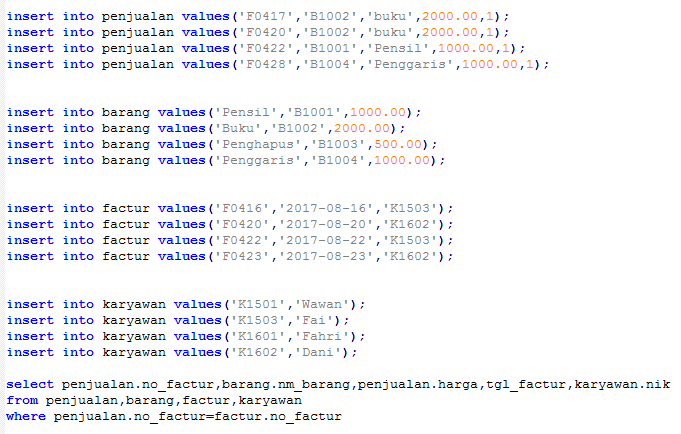 insert into penjualan values('F0417','B1002','buku',2000.00,1);
insert into penjualan values('F0420','B1002','buku',2000.00,1);
insert into penjualan values('F0422','B1001','Pensil',1000.00,1);
insert into penjualan values('F0428','B1004','Penggaris',1000.00,1);
insert into barang values('Pensil','B1001',1000.00);
insert into barang values('Buku','B1002',2000.00);
insert into barang values('Penghapus','B1003',500.00);
insert into barang values('Penggaris','B1004',1000.00);
insert into factur values('F0416','2017-08-16','K1503');
insert into factur values('F0420','2017-08-20','K1602');
insert into factur values('F0422','2017-08-22','K1503');
insert into factur values('F0423','2017-08-23','K1602');
insert into karyawan values('K1501','Wawan');
insert into karyawan values('K1503','Fai');
insert into karyawan values('K1601','Fahri');
insert into karyawan values('K1602','Dani');
select penjualan.no_factur,barang.nm_barang,penjualan.harga,tgl_factur,karyawan.nik
from penjualan,barang,factur,karyawan
where penjualan.no_factur=factur.no_factur